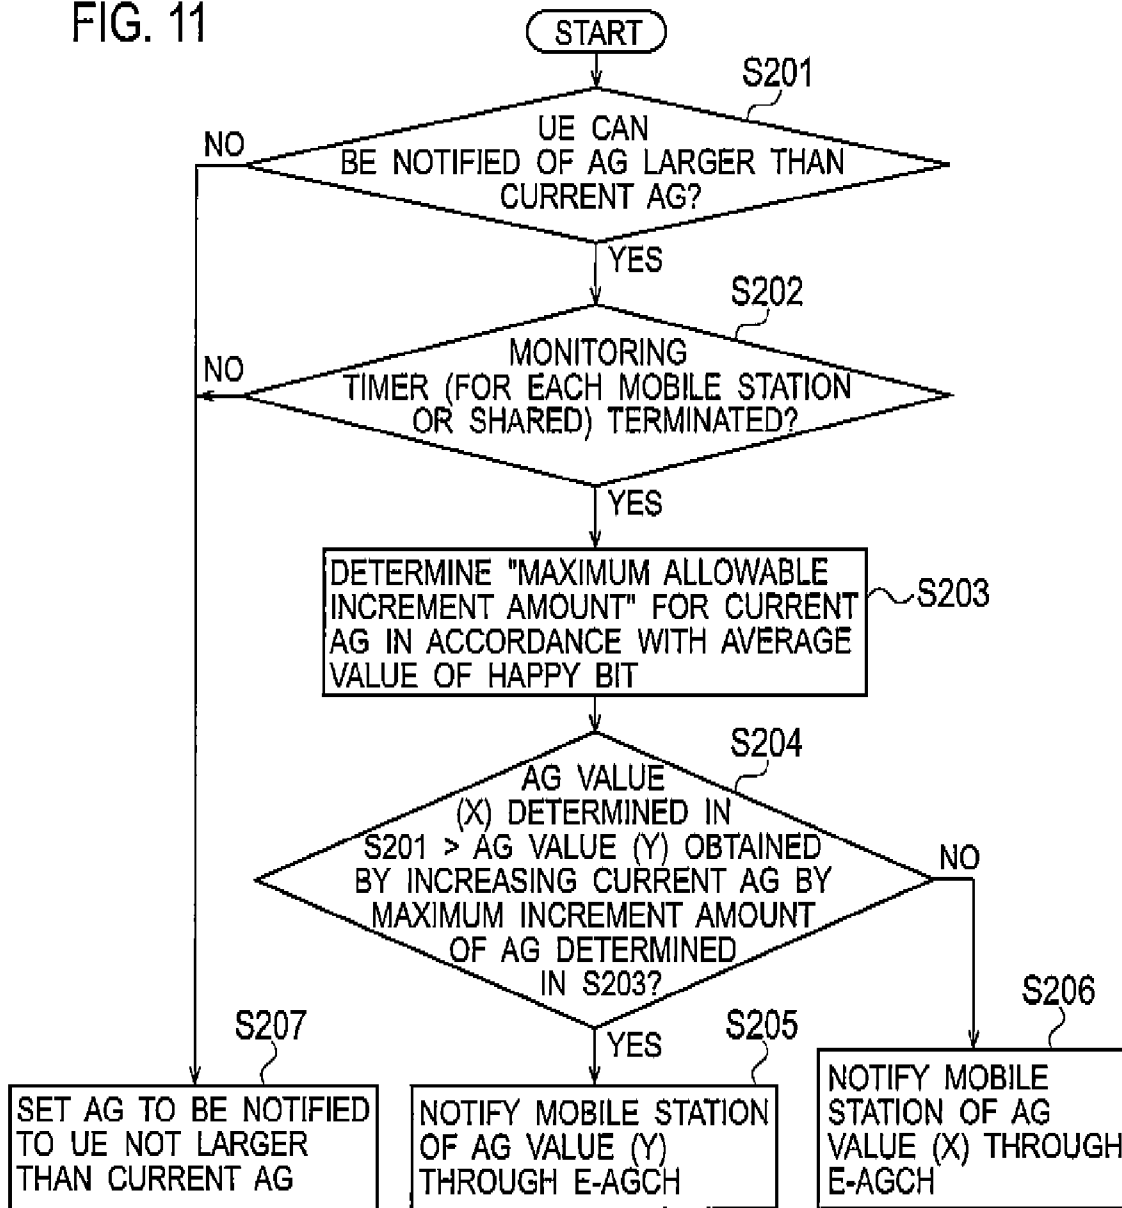 FIG. 11
START
S201
UE CAN
BE NOTIFIED OF AG LARGER THAN
CURRENT AG?
NO
YES
S202
MONITORING
TIMER (FOR EACH MOBILE STATION
OR SHARED) TERMINATED?
NO
YES
DETERMINE "MAXIMUM ALLOWABLE
INCREMENT AMOUNT" FOR CURRENT
AG IN ACCORDANCE WITH AVERAGE
VALUE OF HAPPY BIT
S203
S204
AG VALUE
(X) DETERMINED IN
S201 > AG VALUE (Y) OBTAINED
BY INCREASING CURRENT AG BY
MAXIMUM INCREMENT AMOUNT
OF AG DETERMINED
IN S203?
NO
YES
S207
SET AG TO BE NOTIFIED
TO UE NOT LARGER
THAN CURRENT AG
S205
NOTIFY MOBILE STATION
OF AG VALUE (Y)
THROUGH E-AGCH
S206
NOTIFY MOBILE
STATION OF AG
VALUE (X) THROUGH
E-AGCH